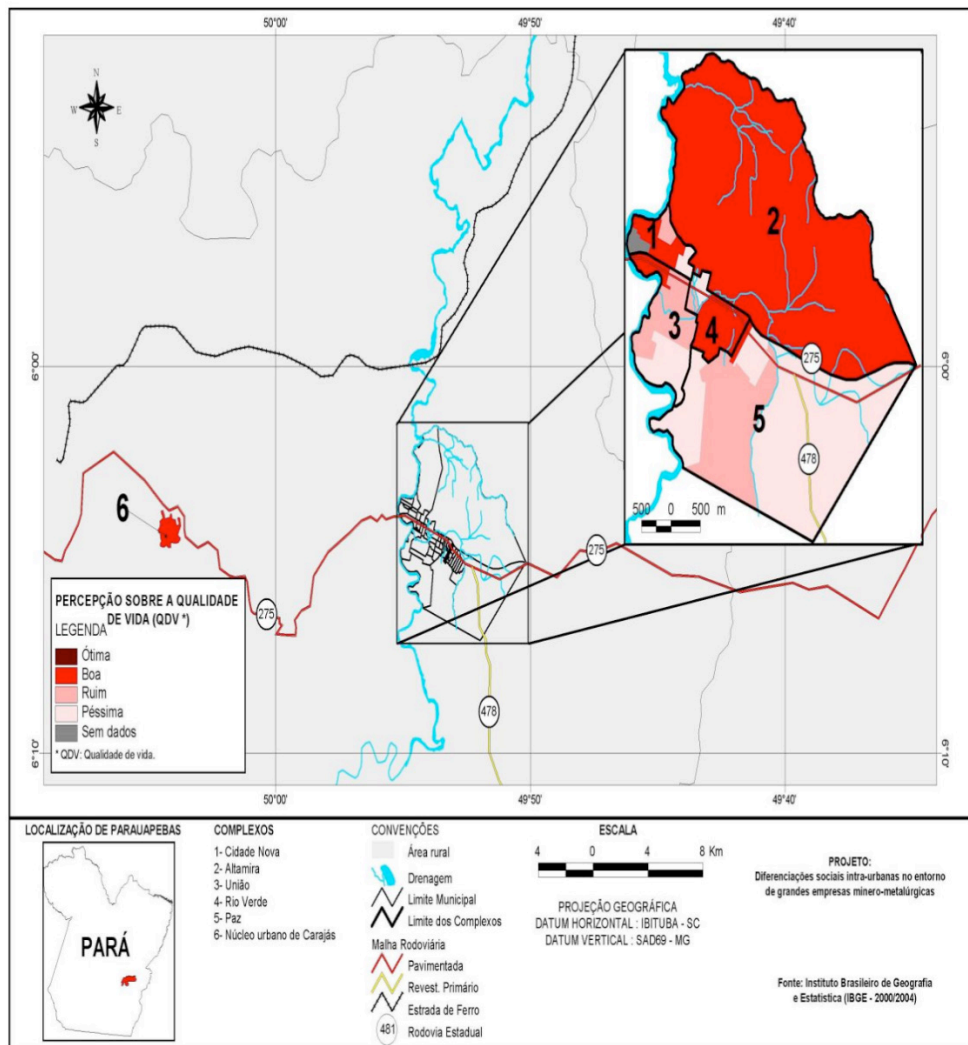 50°00'
49°50'
49°40'
N
W
E
S
1
2
3
4
5
275
478
500 0 500 m
6°00'
6°00'
6
275
275
478
PERCEPÇÃO SOBRE A QUALIDADE
DE VIDA (QDV *)
LEGENDA
Ótima
Boa
Ruim
Péssima
Sem dados
* QDV: Qualidade de vida.
6°10'
6°10'
50°00'
49°50'
49°40'
LOCALIZAÇÃO DE PARAUAPEBAS
PARÁ
COMPLEXOS
1- Cidade Nova
2- Altamira
3- União
4- Rio Verde
5- Paz
6- Núcleo urbano de Carajás
CONVENÇÕES
Área rural
Drenagem
Limite Municipal
Limite dos Complexos
Malha Rodoviária
Pavimentada
Revest. Primário
Estrada de Ferro
481 Rodovia Estadual
ESCALA
4 0 4 8 Km
PROJEÇÃO GEOGRÁFICA
DATUM HORIZONTAL : IBITUBA - SC
DATUM VERTICAL : SAD69 - MG
PROJETO:
Diferenciações sociais intra-urbanas no entorno
de grandes empresas minero-metalúrgicas
Fonte: Instituto Brasileiro de Geografia
e Estatística (IBGE - 2000/2004)